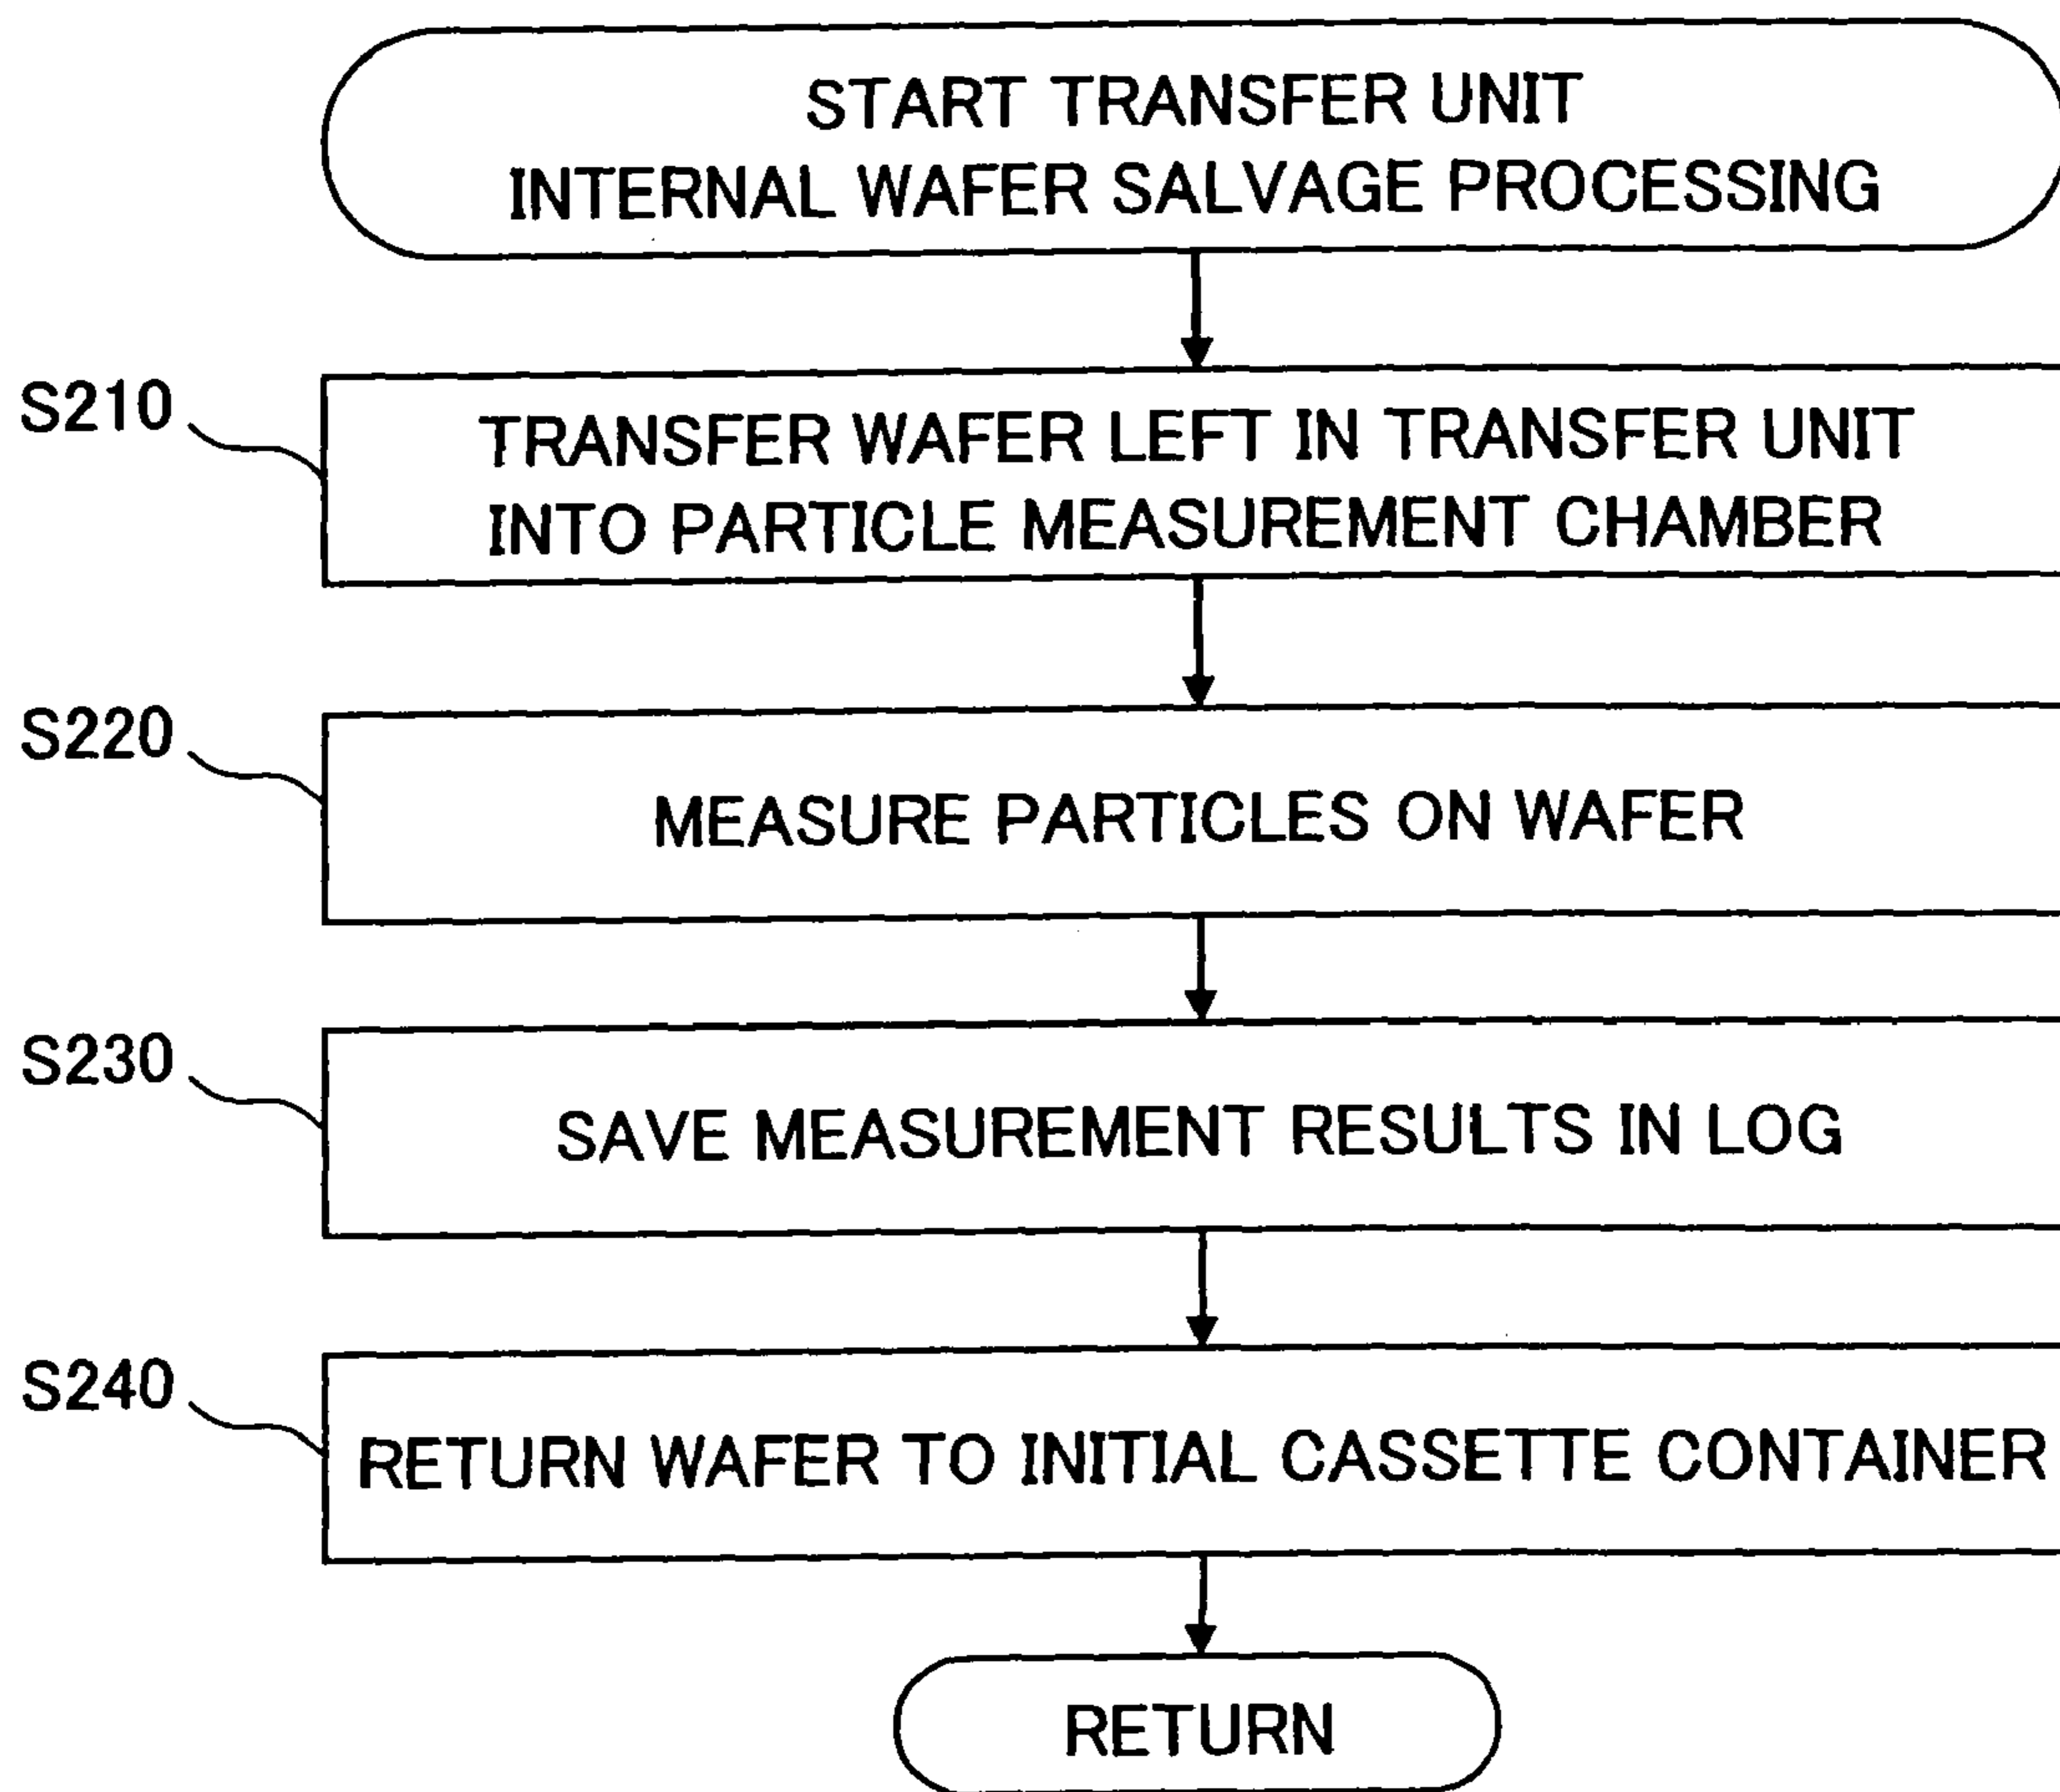 START TRANSFER UNIT
INTERNAL WAFER SALVAGE PROCESSING
S210
TRANSFER WAFER LEFT IN TRANSFER UNIT
INTO PARTICLE MEASUREMENT CHAMBER
S220
MEASURE PARTICLES ON WAFER
S230
SAVE MEASUREMENT RESULTS IN LOG
S240
RETURN WAFER TO INITIAL CASSETTE CONTAINER
RETURN